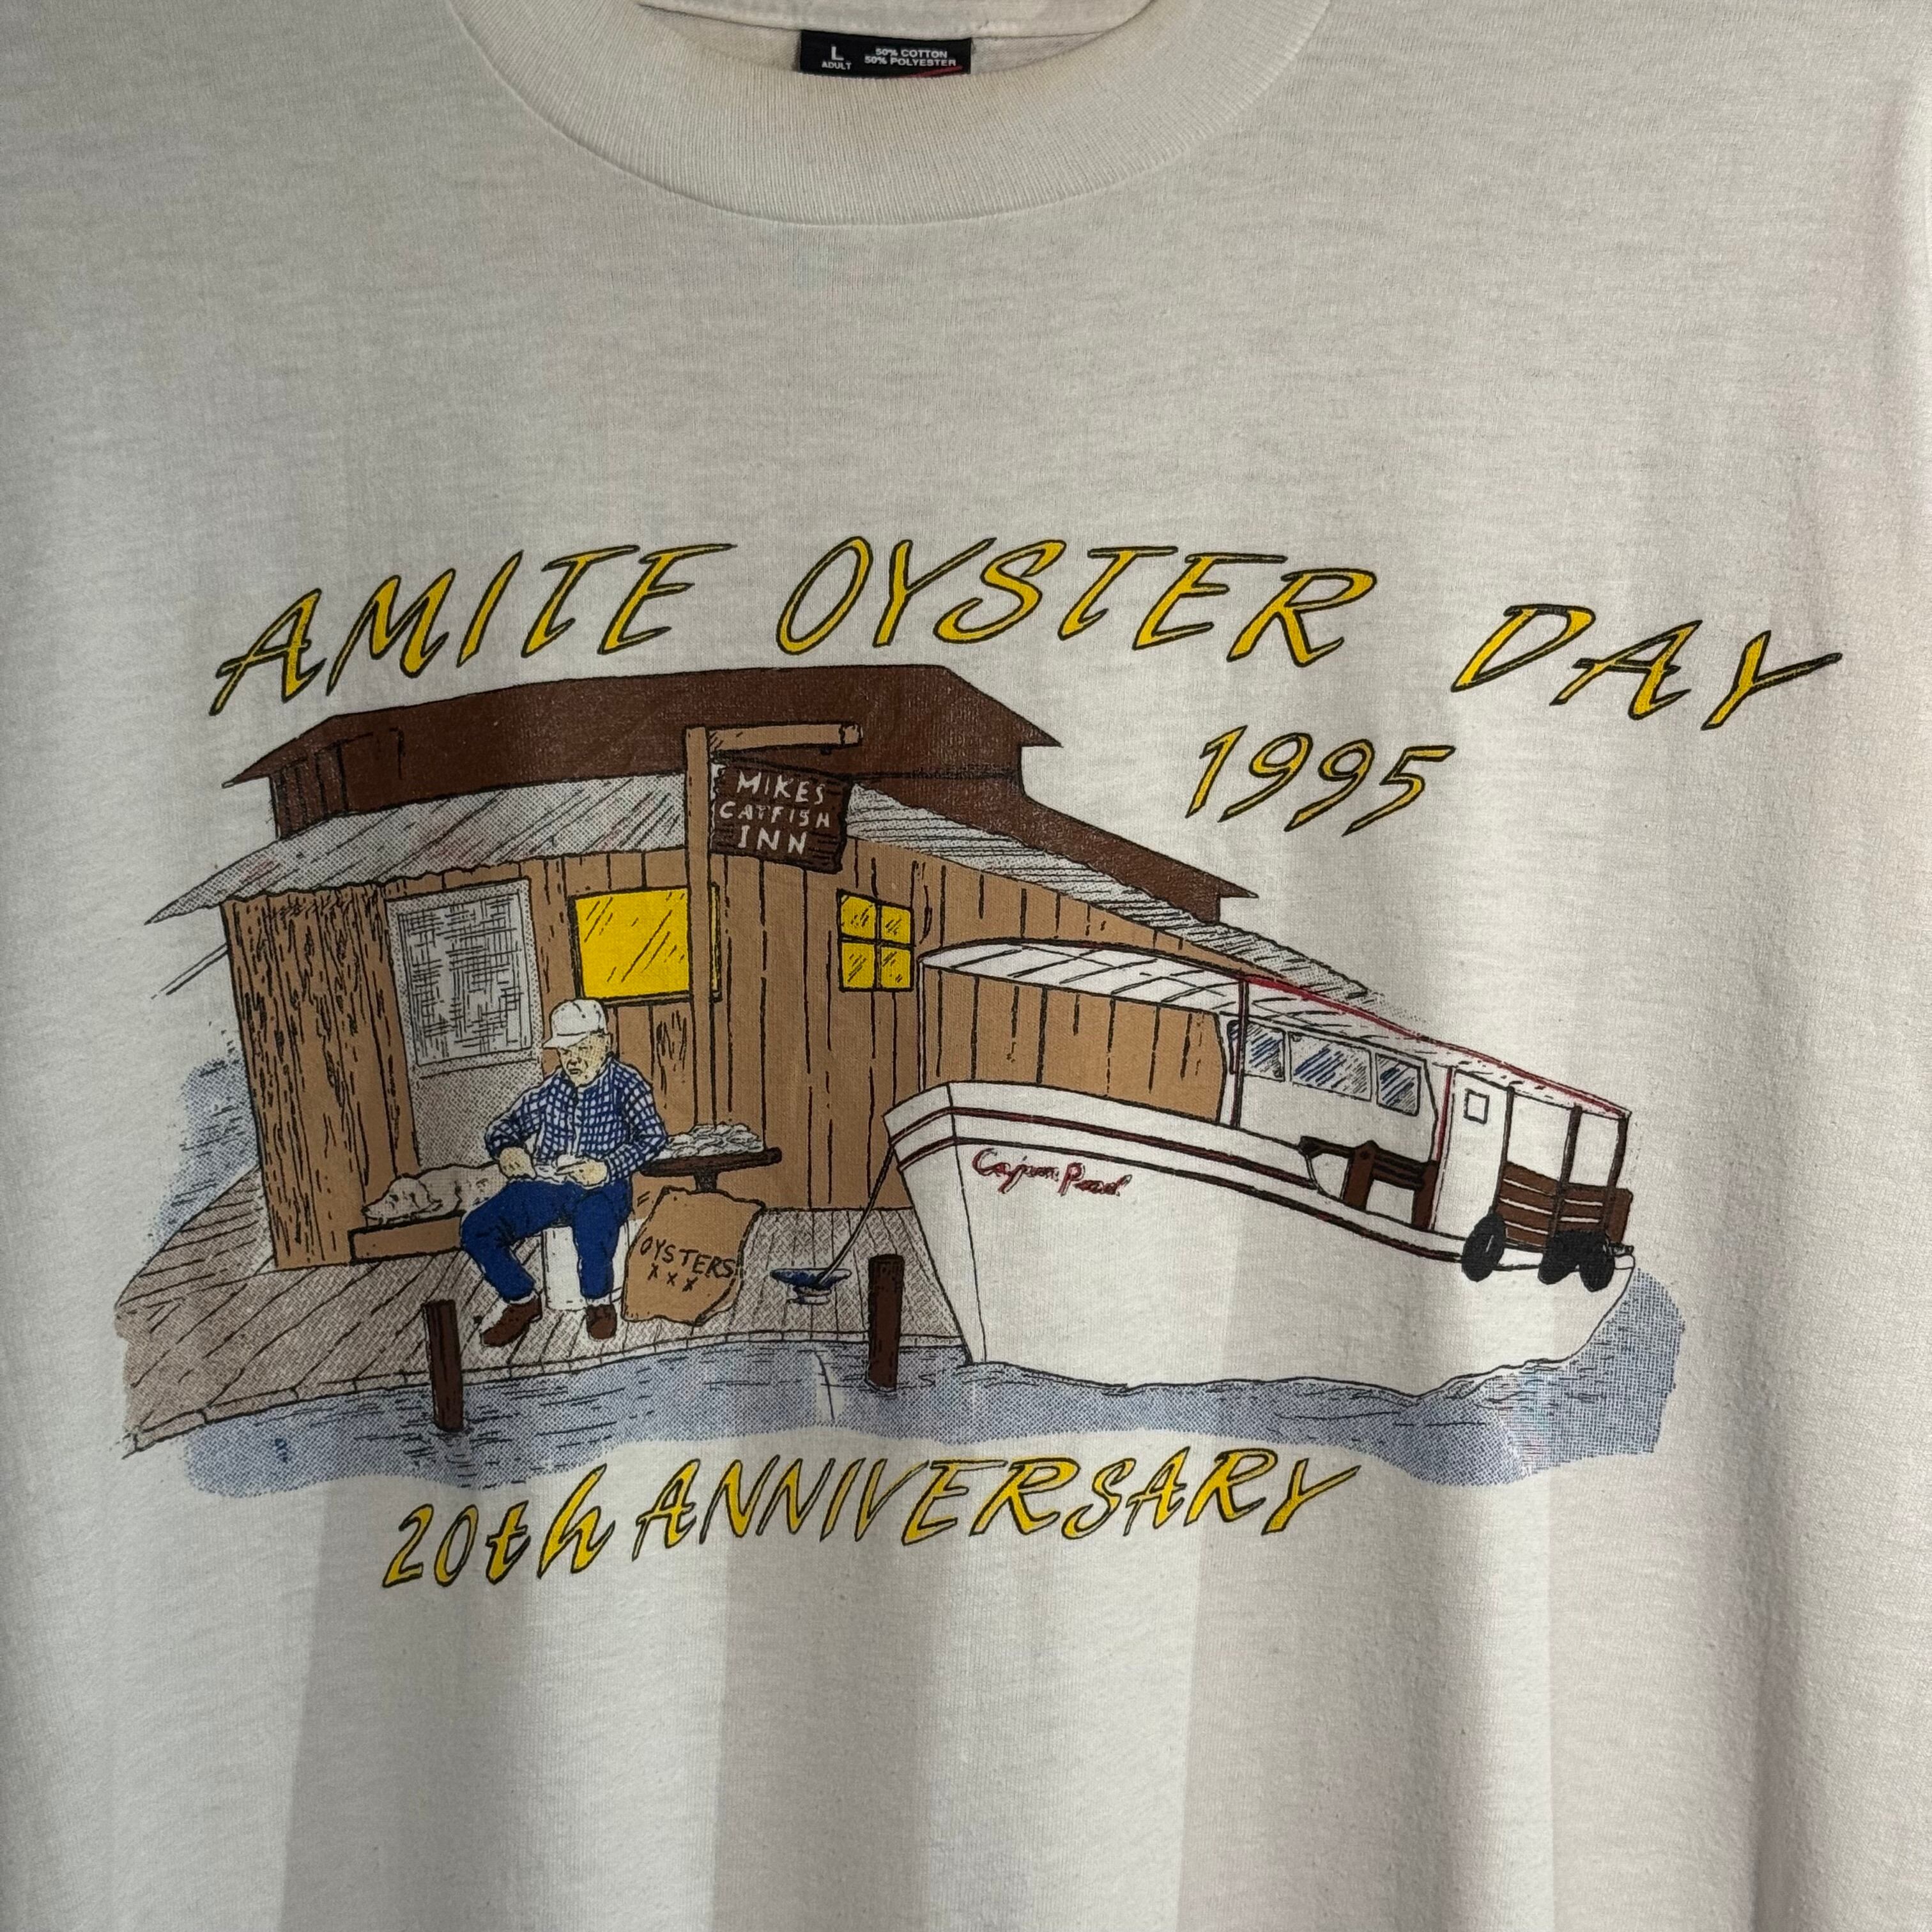 L
ADULT
50% COTTON
50% POLYESTER
AMITE OYSTER DAY
1995
MIKES
CATFISH
INN
Cajun Pearl
OYSTERS
XXX
20th ANNIVERSARY